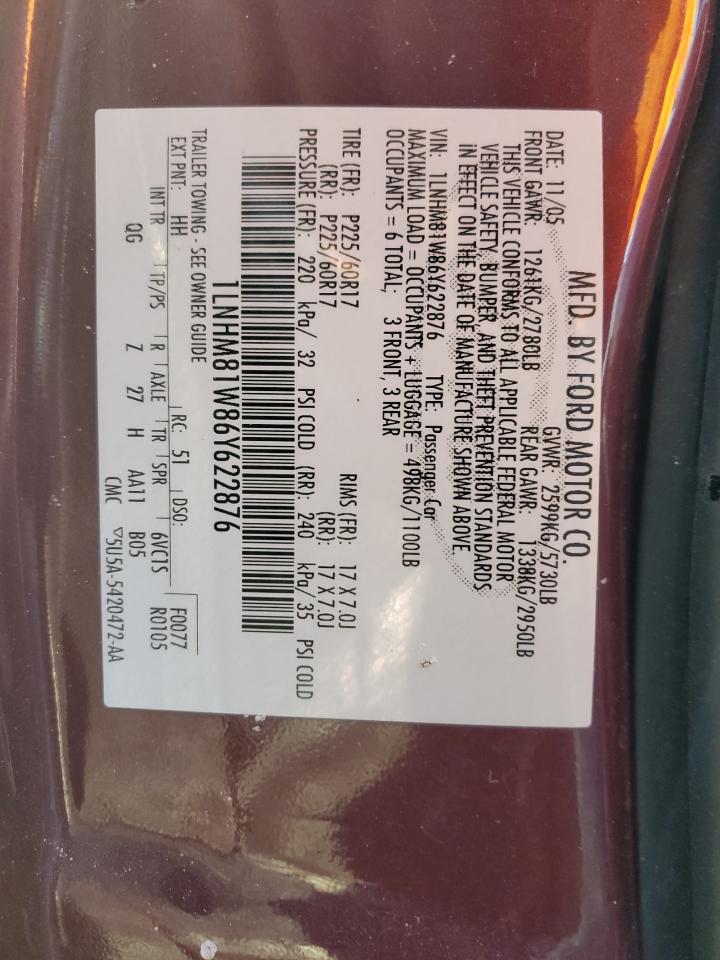 MFD. BY FORD MOTOR CO.
DATE: 11/05 GVWR: 2599KG/5730LB
FRONT GAWR: 1261KG/2780LB REAR GAWR: 1338KG/2950LB
THIS VEHICLE CONFORMS TO ALL APPLICABLE FEDERAL MOTOR
VEHICLE SAFETY, BUMPER, AND THEFT PREVENTION STANDARDS
IN EFFECT ON THE DATE OF MANUFACTURE SHOWN ABOVE.
VIN: 1LNHM81W86Y622876 TYPE: Passenger Car
MAXIMUM LOAD = OCCUPANTS + LUGGAGE = 498KG/1100LB
OCCUPANTS = 6 TOTAL; 3 FRONT, 3 REAR
TIRE (FR): P225/60R17 RIMS (FR): 17 X 7.0J
(RR): P225/60R17 (RR): 17 X 7.0J
PRESSURE (FR): 220 kPa/ 32 PSI COLD (RR): 240 kPa/ 35 PSI COLD
1LNHM81W86Y622876
TRAILER TOWING - SEE OWNER GUIDE
EXT PNT: HH RC: 51 DSO: F0077
INT TR TP/PS R AXLE TR SPR 6VCTS R0105
QG Z 27 H AA11 B05
CMC ▽5U5A-5420472-AA